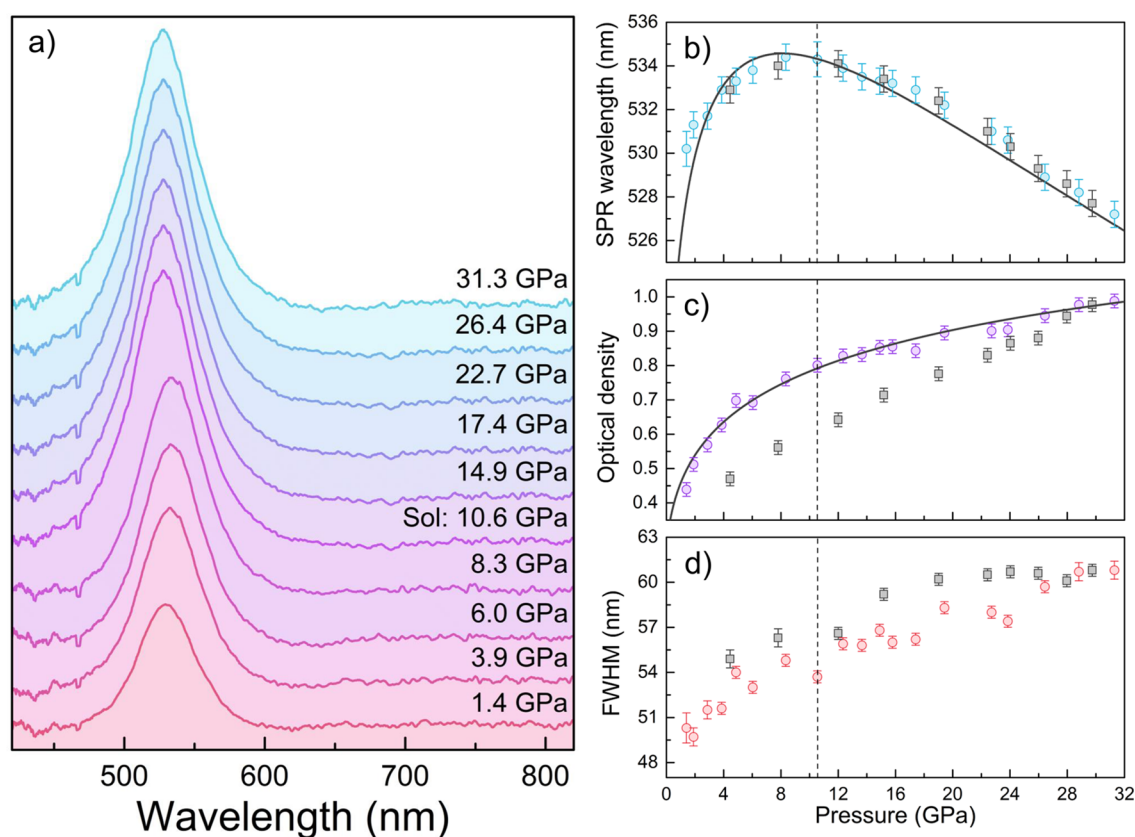 a)
31.3 GPa
26.4 GPa
22.7 GPa
17.4 GPa
14.9 GPa
Sol: 10.6 GPa
8.3 GPa
6.0 GPa
3.9 GPa
1.4 GPa
500 600 700 800
Wavelength (nm)
b)
SPR wavelength (nm)
536
534
532
530
528
526
c)
Optical density
1.0
0.9
0.8
0.7
0.6
0.5
0.4
d)
FWHM (nm)
63
60
57
54
51
48
0 4 8 12 16 20 24 28 32
Pressure (GPa)